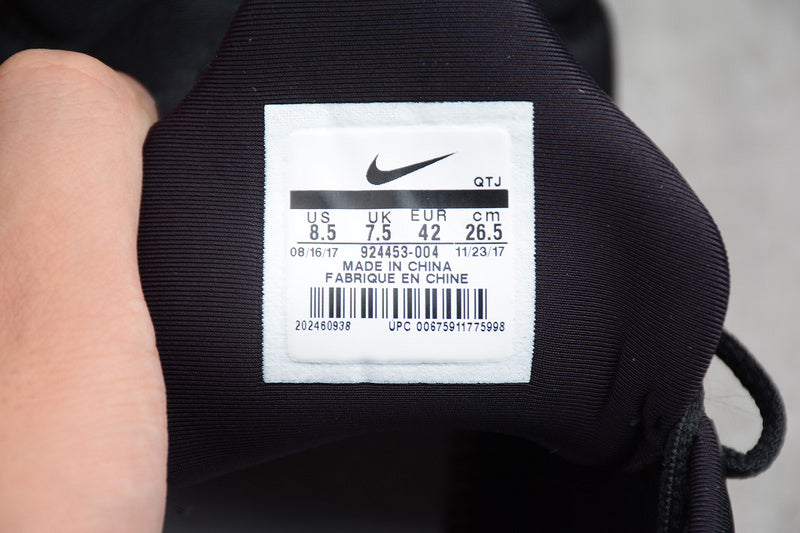 QTJ
US UK EUR cm
8.5 7.5 42 26.5
08/16/17 924453-004 11/23/17
MADE IN CHINA
FABRIQUE EN CHINE
202460938 UPC 00675911775998